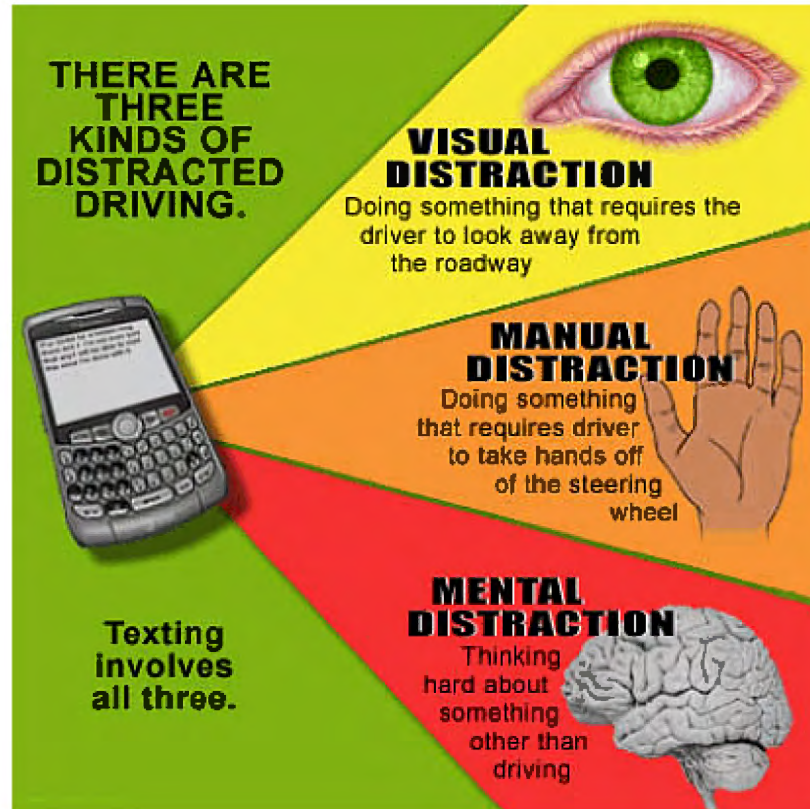 THERE ARE
THREE
KINDS OF
DISTRACTED
DRIVING.
VISUAL
DISTRACTION
Doing something that requires the
driver to look away from
the roadway
MANUAL
DISTRACTION
Doing something
that requires driver
to take hands off
of the steering
wheel
MENTAL
DISTRACTION
Thinking
hard about
something
other than
driving
Texting
involves
all three.